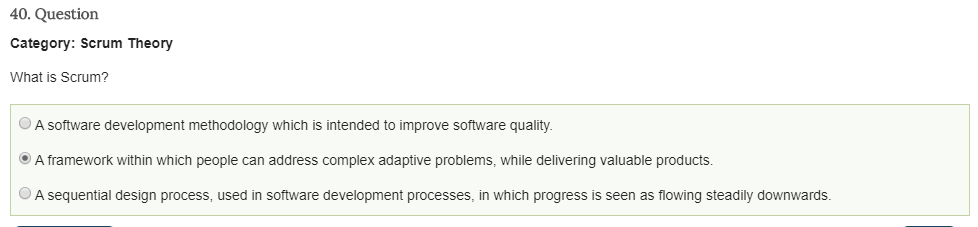 40. Question
Category: Scrum Theory
What is Scrum?
A software development methodology which is intended to improve software quality.
A framework within which people can address complex adaptive problems, while delivering valuable products.
A sequential design process, used in software development processes, in which progress is seen as flowing steadily downwards.